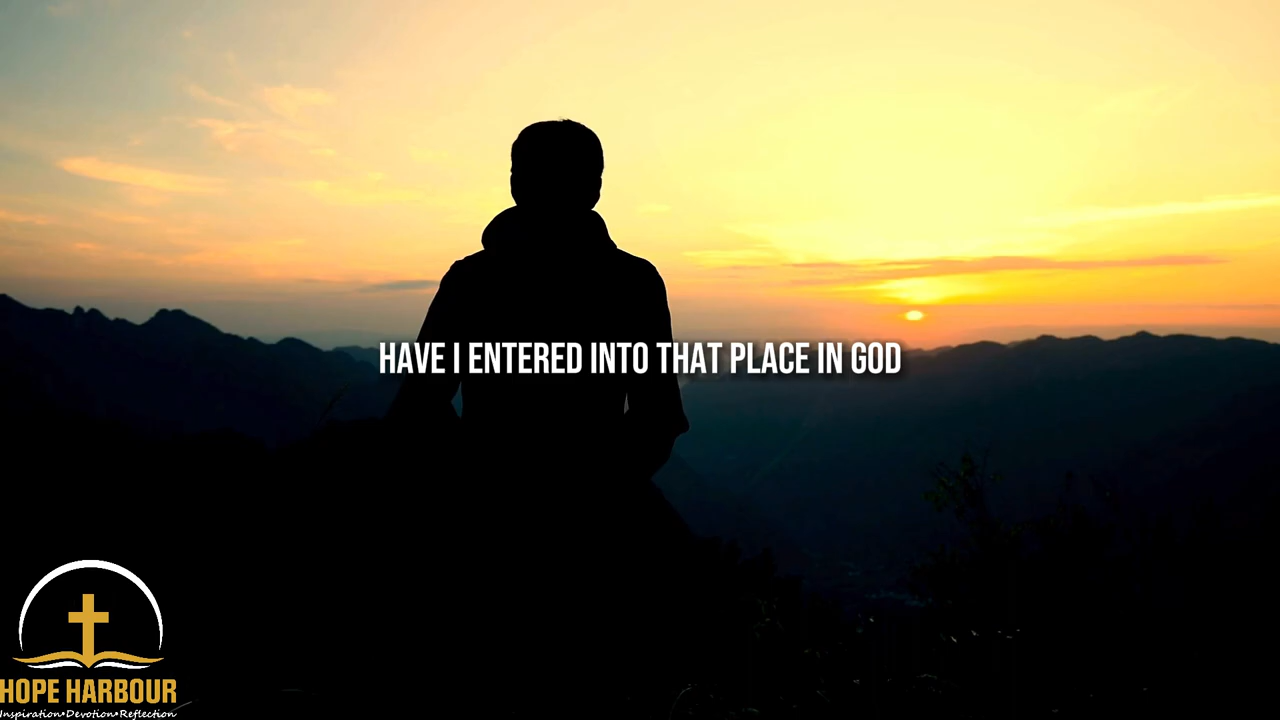 HAVE I ENTERED INTO THAT PLACE IN GOD
HOPE HARBOUR
Inspiration•Devotion•Reflection